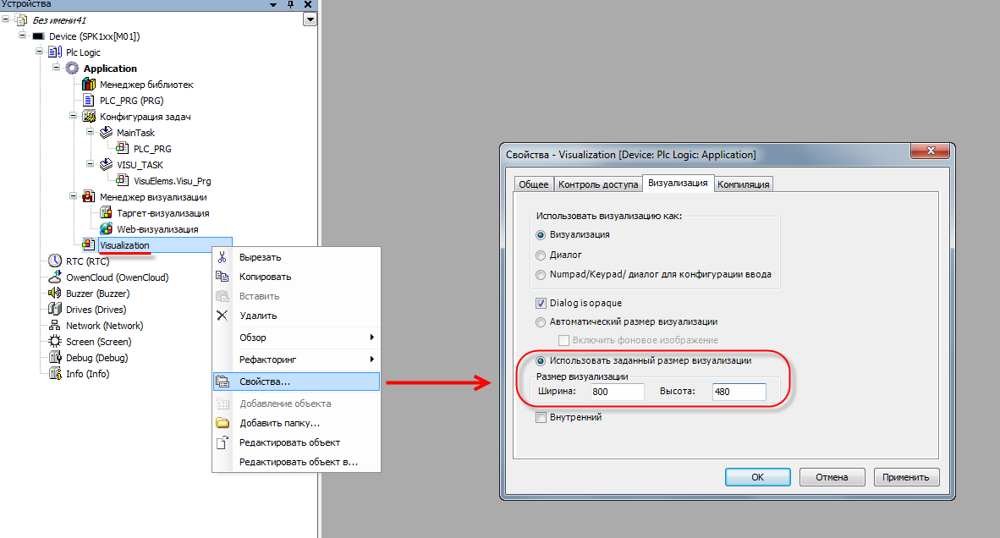 Устройства
Без имени41
Device (SPK1xx[M01])
Plc Logic
Application
Менеджер библиотек
PLC_PRG (PRG)
Конфигурация задач
MainTask
PLC_PRG
VISU_TASK
VisuElems.Visu_Prg
Менеджер визуализации
Таргет-визуализация
Web-визуализация
Visualization
RTC (RTC)
OwenCloud (OwenCloud)
Buzzer (Buzzer)
Drives (Drives)
Network (Network)
Screen (Screen)
Debug (Debug)
Info (Info)
Вырезать
Копировать
Вставить
Удалить
Обзор
Рефакторинг
Свойства...
Добавление объекта
Добавить папку...
Редактировать объект
Редактировать объект в...
Свойства - Visualization [Device: Plc Logic: Application]
Общее Контроль доступа Визуализация Компиляция
Использовать визуализацию как:
Визуализация
Диалог
Numpad/Keypad/ диалог для конфигурации ввода
Dialog is opaque
Автоматический размер визуализации
Включить фоновое изображение
Использовать заданный размер визуализации
Размер визуализации
Ширина: 800 Высота: 480
Внутренний
OK Отмена Применить